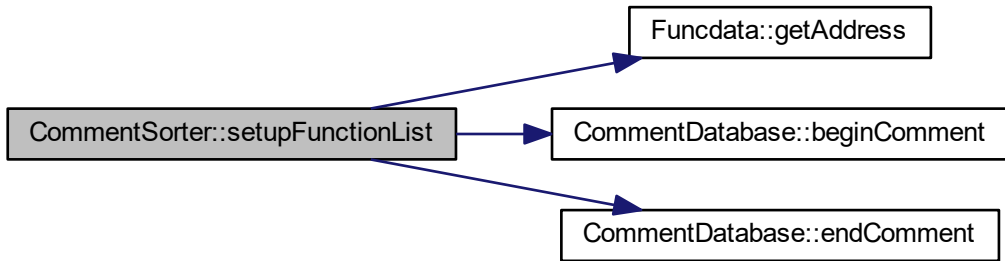 Funcdata::getAddress
CommentSorter::setupFunctionList
CommentDatabase::beginComment
CommentDatabase::endComment